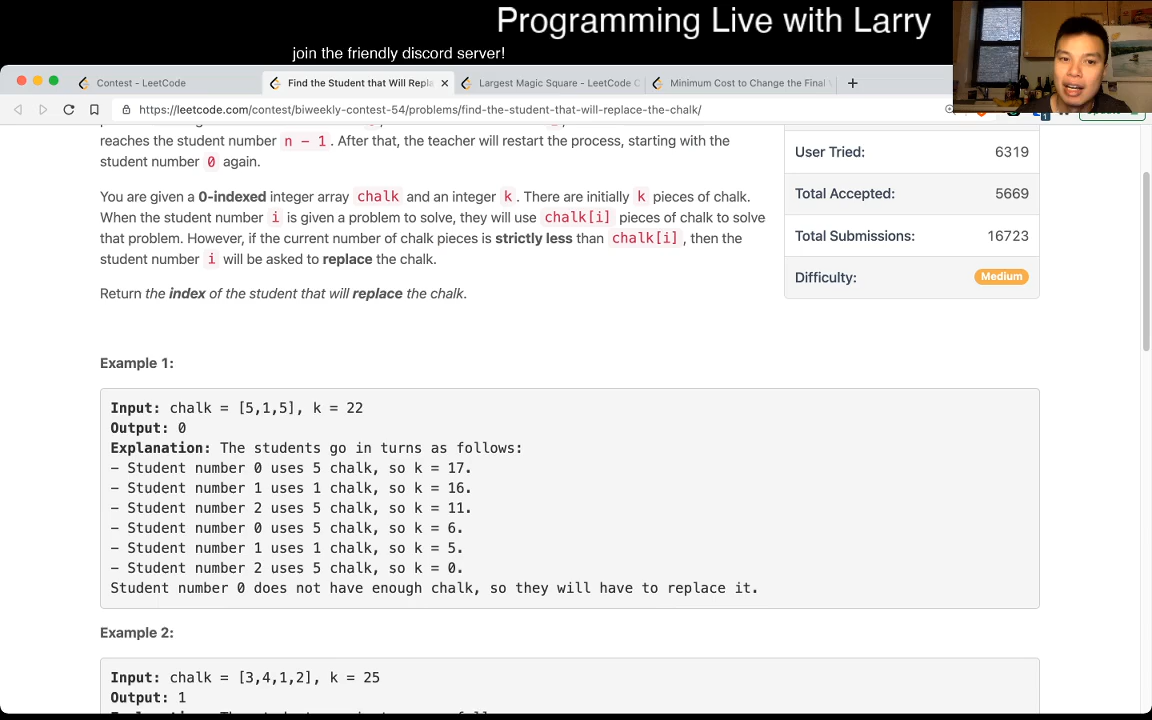 Programming Live with Larry
join the friendly discord server!
Contest - LeetCode
Find the Student that Will Repla
Largest Magic Square - LeetCode C
Minimum Cost to Change the Final
https://leetcode.com/contest/biweekly-contest-54/problems/find-the-student-that-will-replace-the-chalk/
reaches the student number n - 1. After that, the teacher will restart the process, starting with the
student number 0 again.
You are given a 0-indexed integer array chalk and an integer k. There are initially k pieces of chalk.
When the student number i is given a problem to solve, they will use chalk[i] pieces of chalk to solve
that problem. However, if the current number of chalk pieces is strictly less than chalk[i], then the
student number i will be asked to replace the chalk.
Return the index of the student that will replace the chalk.
User Tried: 6319
Total Accepted: 5669
Total Submissions: 16723
Difficulty: Medium
Example 1:
Input: chalk = [5,1,5], k = 22
Output: 0
Explanation: The students go in turns as follows:
- Student number 0 uses 5 chalk, so k = 17.
- Student number 1 uses 1 chalk, so k = 16.
- Student number 2 uses 5 chalk, so k = 11.
- Student number 0 uses 5 chalk, so k = 6.
- Student number 1 uses 1 chalk, so k = 5.
- Student number 2 uses 5 chalk, so k = 0.
Student number 0 does not have enough chalk, so they will have to replace it.
Example 2:
Input: chalk = [3,4,1,2], k = 25
Output: 1